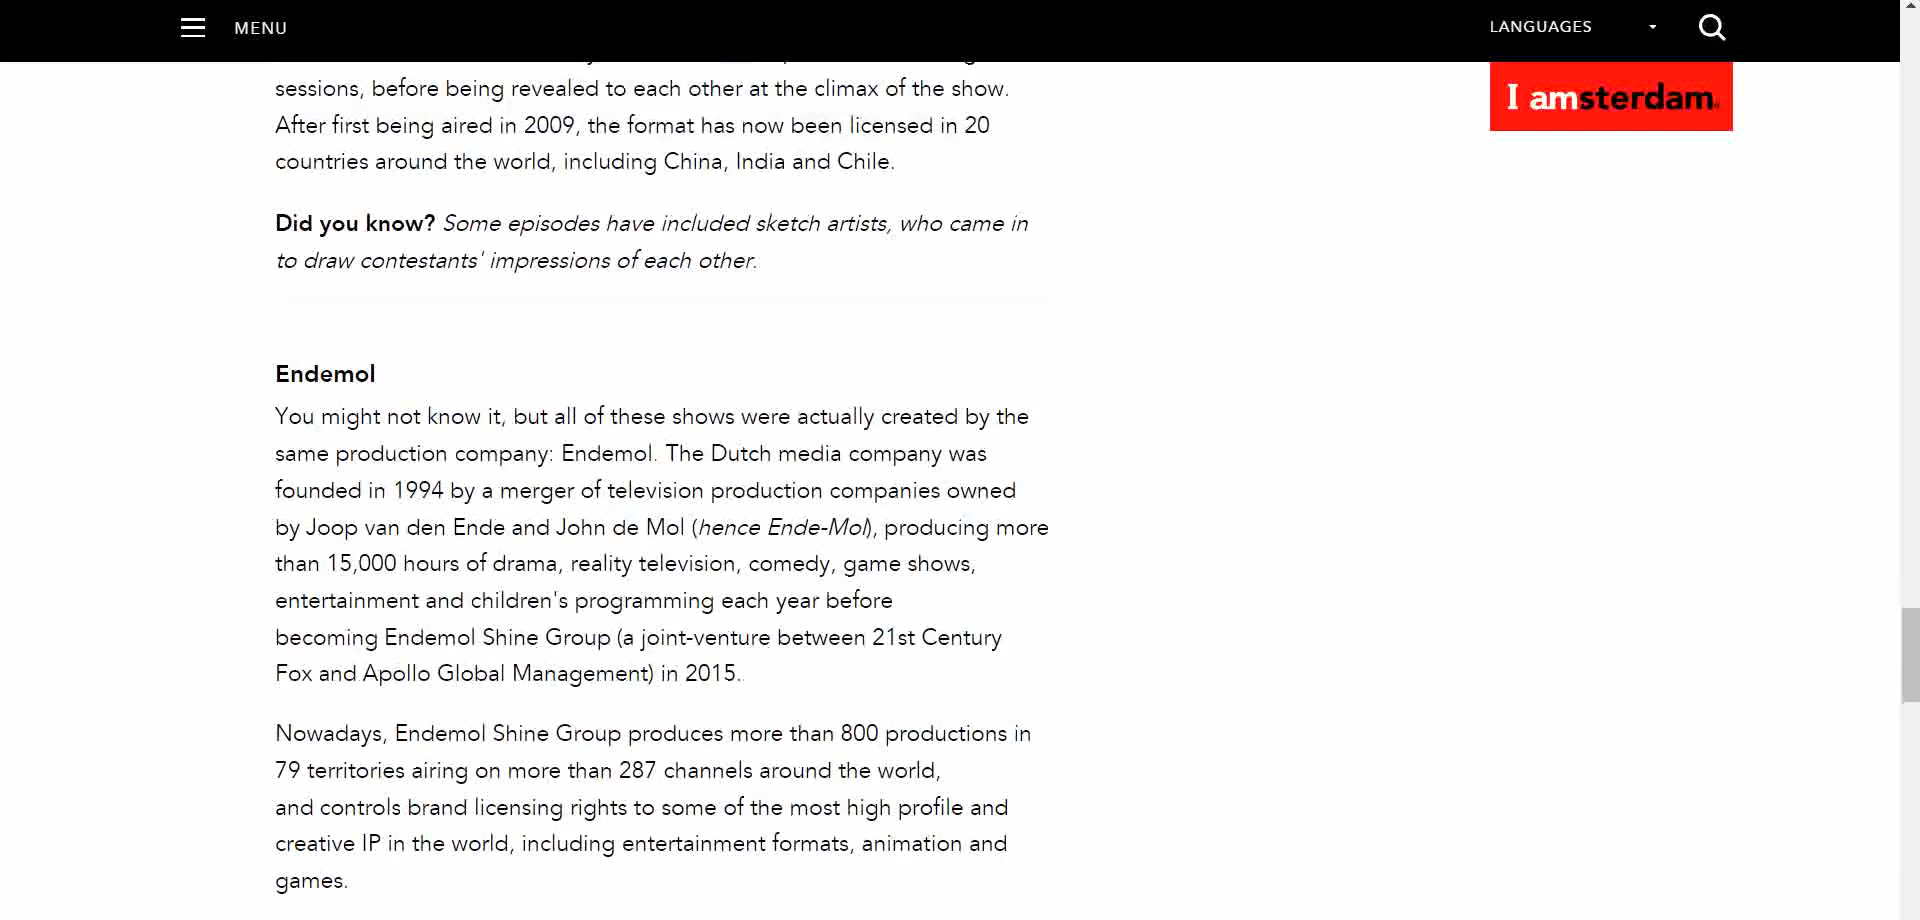 MENU
LANGUAGES
I amsterdam.
sessions, before being revealed to each other at the climax of the show.
After first being aired in 2009, the format has now been licensed in 20
countries around the world, including China, India and Chile.
Did you know? Some episodes have included sketch artists, who came in
to draw contestants' impressions of each other.
Endemol
You might not know it, but all of these shows were actually created by the
same production company: Endemol. The Dutch media company was
founded in 1994 by a merger of television production companies owned
by Joop van den Ende and John de Mol (hence Ende-Mol), producing more
than 15,000 hours of drama, reality television, comedy, game shows,
entertainment and children's programming each year before
becoming Endemol Shine Group (a joint-venture between 21st Century
Fox and Apollo Global Management) in 2015.
Nowadays, Endemol Shine Group produces more than 800 productions in
79 territories airing on more than 287 channels around the world,
and controls brand licensing rights to some of the most high profile and
creative IP in the world, including entertainment formats, animation and
games.